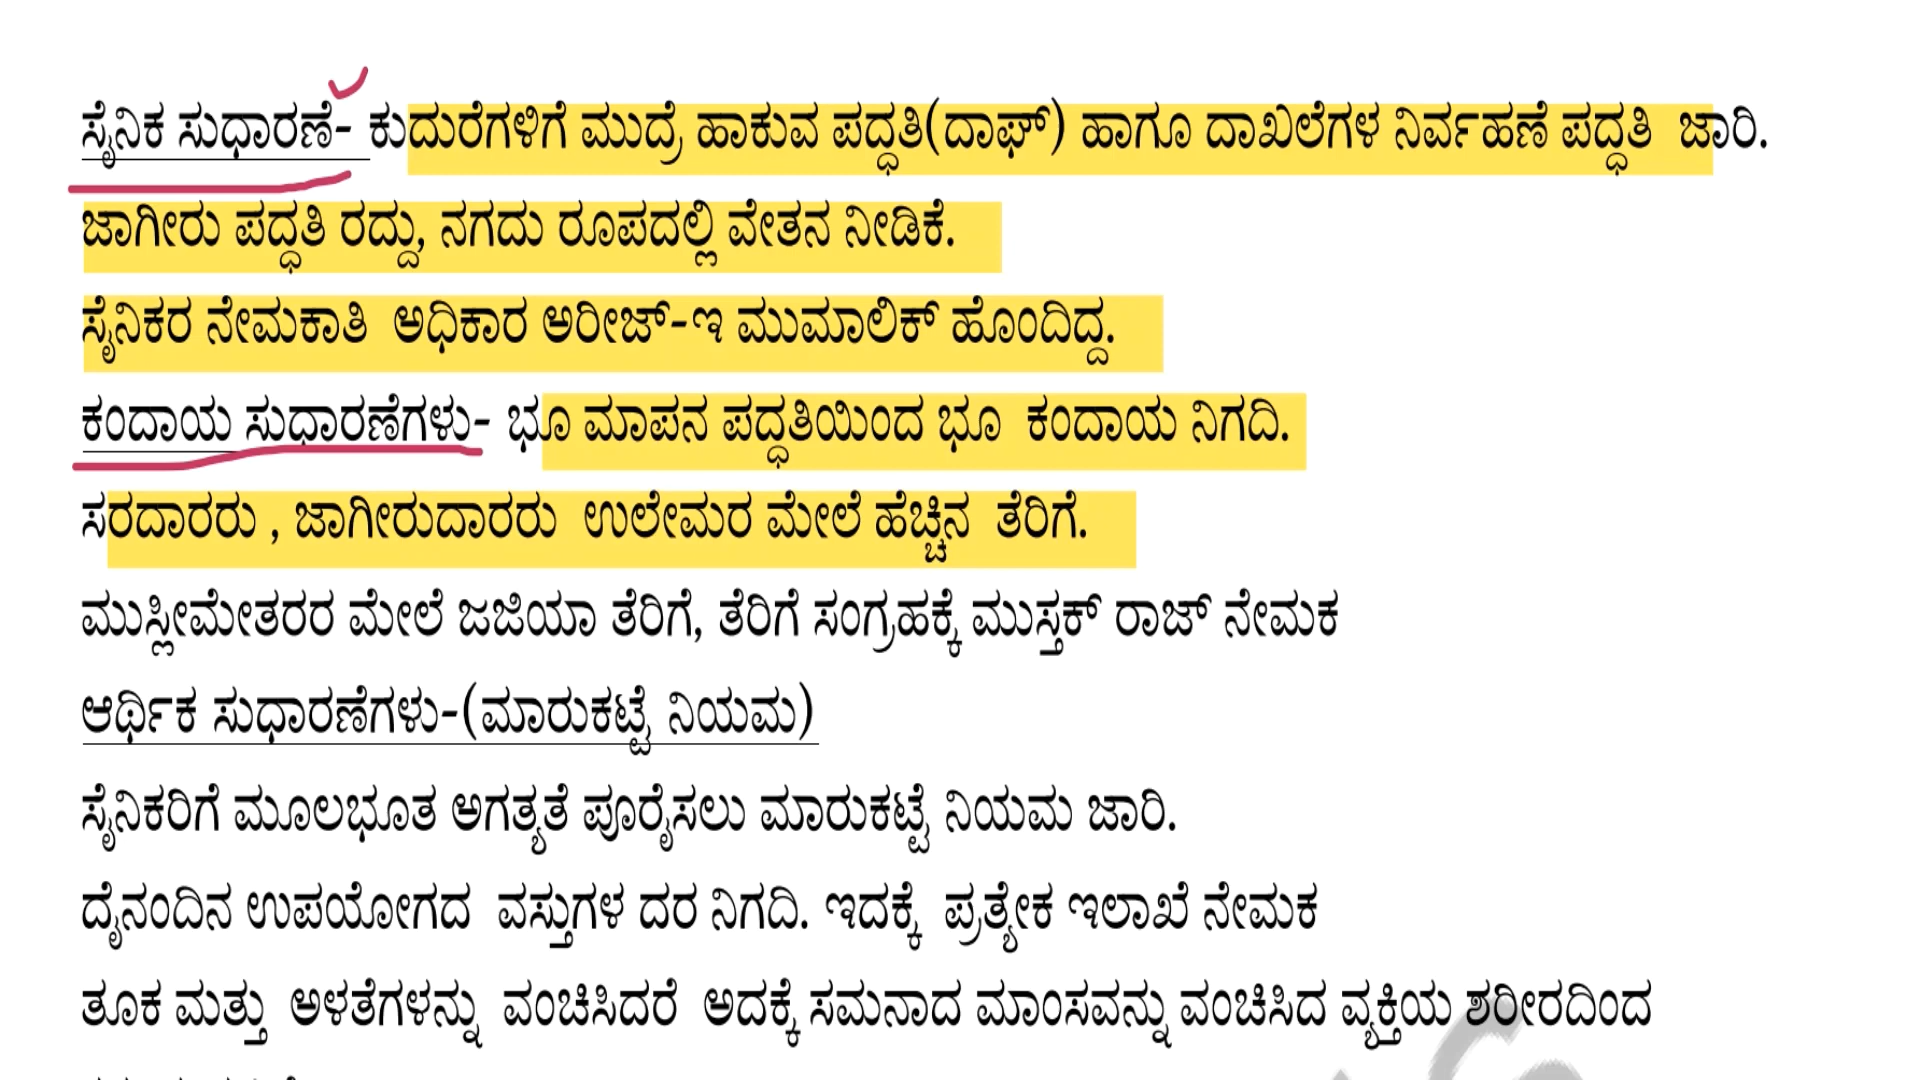 ಸೈನಿಕ ಸುಧಾರಣೆ- ಕುದುರೆಗಳಿಗೆ ಮುದ್ರೆ ಹಾಕುವ ಪದ್ಧತಿ(ದಾಘ್) ಹಾಗೂ ದಾಖಲೆಗಳ ನಿರ್ವಹಣೆ ಪದ್ಧತಿ ಜಾರಿ.
ಜಾಗೀರು ಪದ್ಧತಿ ರದ್ದು, ನಗದು ರೂಪದಲ್ಲಿ ವೇತನ ನೀಡಿಕೆ.
ಸೈನಿಕರ ನೇಮಕಾತಿ ಅಧಿಕಾರ ಅರೀಜ್-ಇ ಮುಮಾಲಿಕ್ ಹೊಂದಿದ್ದ.
ಕಂದಾಯ ಸುಧಾರಣೆಗಳು- ಭೂ ಮಾಪನ ಪದ್ಧತಿಯಿಂದ ಭೂ ಕಂದಾಯ ನಿಗದಿ.
ಸರದಾರರು , ಜಾಗೀರುದಾರರು ಉಲೇಮರ ಮೇಲೆ ಹೆಚ್ಚಿನ ತೆರಿಗೆ.
ಮುಸ್ಲೀಮೇತರರ ಮೇಲೆ ಜಜಿಯಾ ತೆರಿಗೆ, ತೆರಿಗೆ ಸಂಗ್ರಹಕ್ಕೆ ಮುಸ್ತಕ್ ರಾಜ್ ನೇಮಕ
ಆರ್ಥಿಕ ಸುಧಾರಣೆಗಳು-(ಮಾರುಕಟ್ಟೆ ನಿಯಮ)
ಸೈನಿಕರಿಗೆ ಮೂಲಭೂತ ಅಗತ್ಯತೆ ಪೂರೈಸಲು ಮಾರುಕಟ್ಟೆ ನಿಯಮ ಜಾರಿ.
ದೈನಂದಿನ ಉಪಯೋಗದ ವಸ್ತುಗಳ ದರ ನಿಗದಿ. ಇದಕ್ಕೆ ಪ್ರತ್ಯೇಕ ಇಲಾಖೆ ನೇಮಕ
ತೂಕ ಮತ್ತು ಅಳತೆಗಳನ್ನು ವಂಚಿಸಿದರೆ ಅದಕ್ಕೆ ಸಮನಾದ ಮಾಂಸವನ್ನು ವಂಚಿಸಿದ ವ್ಯಕ್ತಿಯ ಶರೀರದಿಂದ